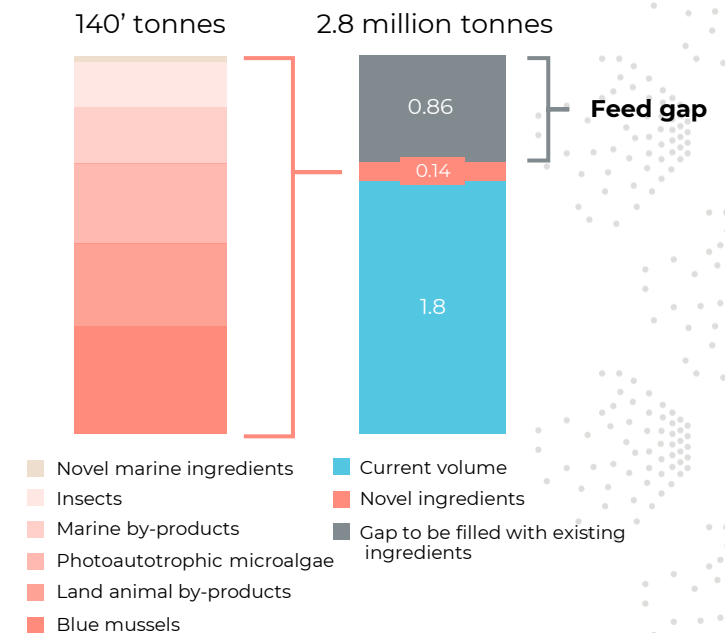 140’ tonnes
2.8 million tonnes
0.86
Feed gap
0.14
1.8
Novel marine ingredients
Insects
Marine by-products
Photoautotrophic microalgae
Land animal by-products
Blue mussels
Current volume
Novel ingredients
Gap to be filled with existing
ingredients